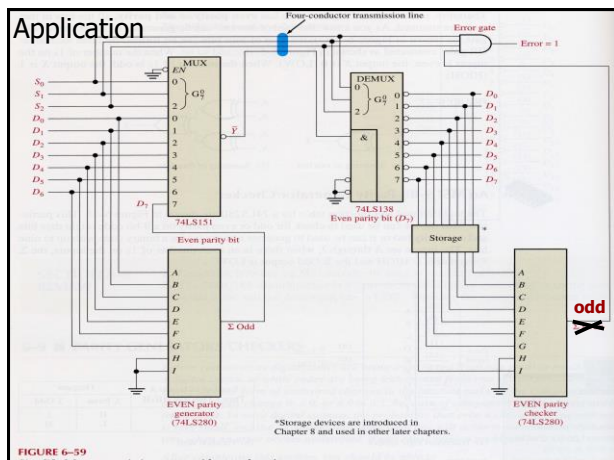 Application
Four-conductor transmission line
Error gate
Error = 1
MUX
EN
S0
S1
S2
0
2
G 0/7
D0
D1
D2
D3
D4
D5
D6
D7
0
1
2
3
4
5
6
7
Y
74LS151
Even parity bit
DEMUX
0
1
2
G 0/7
&
0
1
2
3
4
5
6
7
D0
D1
D2
D3
D4
D5
D6
D7
74LS138
Even parity bit (D7)
Storage
*
A
B
C
D
E
F
G
H
I
Σ Odd
EVEN parity
generator
(74LS280)
A
B
C
D
E
F
G
H
I
odd
EVEN parity
checker
(74LS280)
*Storage devices are introduced in
Chapter 8 and used in other later chapters.
FIGURE 6–59